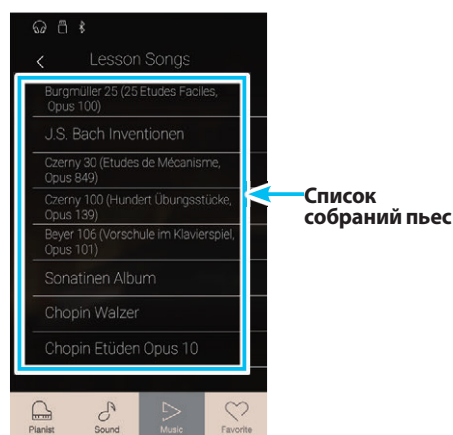 Lesson Songs
Burgmüller 25 (25 Etudes Faciles,
Opus 100)
J.S. Bach Inventionen
Czerny 30 (Etudes de Mécanisme,
Opus 849)
Czerny 100 (Hundert Übungsstücke,
Opus 139)
Beyer 106 (Vorschule im Klavierspiel,
Opus 101)
Sonatinen Album
Chopin Walzer
Chopin Etüden Opus 10
Список
собраний пьес
Pianist Sound Music Favorite